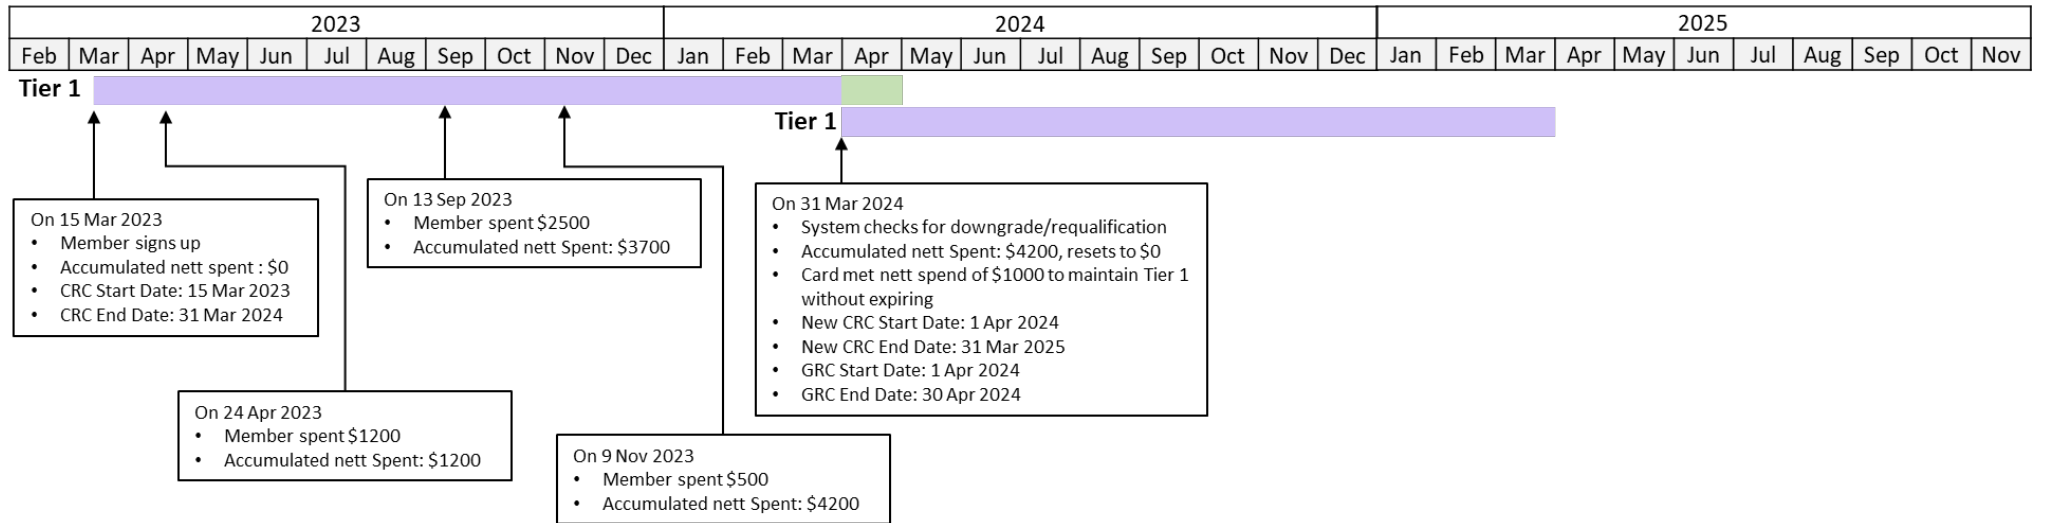 2023 2024 2025
Feb Mar Apr May Jun Jul Aug Sep Oct Nov Dec Jan Feb Mar Apr May Jun Jul Aug Sep Oct Nov Dec Jan Feb Mar Apr May Jun Jul Aug Sep Oct Nov
Tier 1
Tier 1
On 15 Mar 2023
• Member signs up
• Accumulated nett spent : $0
• CRC Start Date: 15 Mar 2023
• CRC End Date: 31 Mar 2024
On 24 Apr 2023
• Member spent $1200
• Accumulated nett Spent: $1200
On 13 Sep 2023
• Member spent $2500
• Accumulated nett Spent: $3700
On 9 Nov 2023
• Member spent $500
• Accumulated nett Spent: $4200
On 31 Mar 2024
• System checks for downgrade/requalification
• Accumulated nett Spent: $4200, resets to $0
• Card met nett spend of $1000 to maintain Tier 1
without expiring
• New CRC Start Date: 1 Apr 2024
• New CRC End Date: 31 Mar 2025
• GRC Start Date: 1 Apr 2024
• GRC End Date: 30 Apr 2024